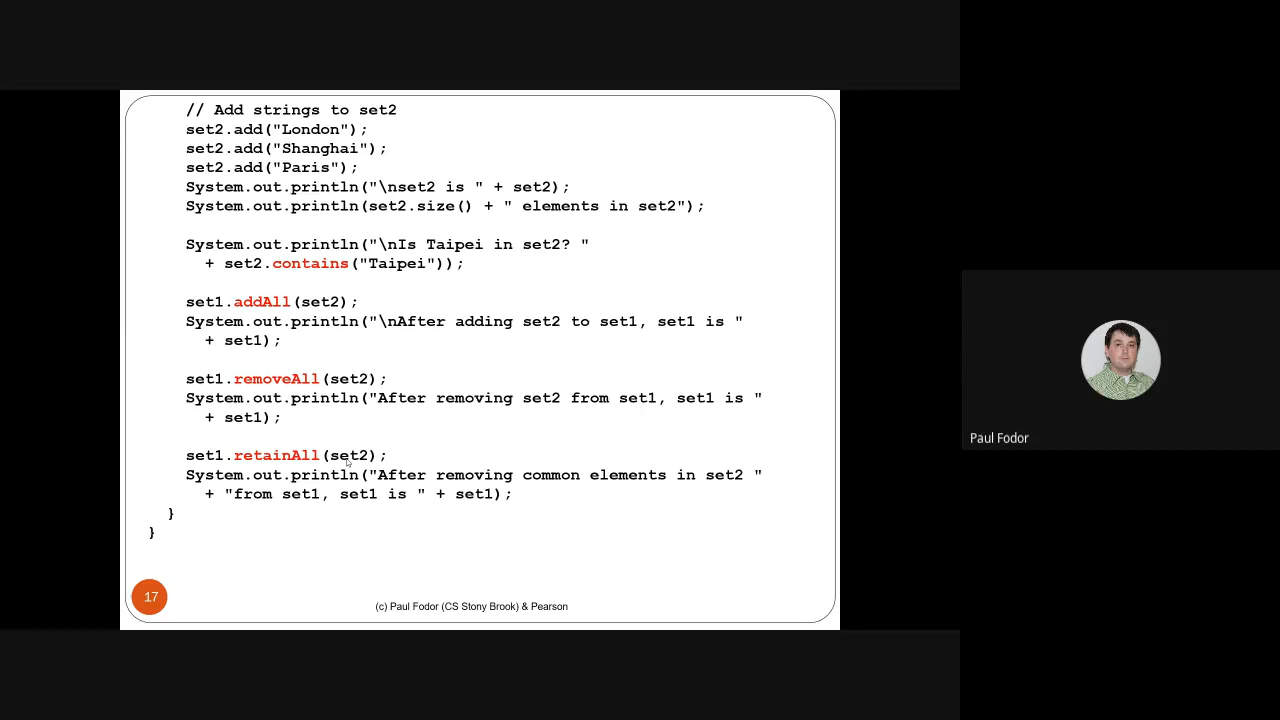 // Add strings to set2
set2.add("London");
set2.add("Shanghai");
set2.add("Paris");
System.out.println("\nset2 is " + set2);
System.out.println(set2.size() + " elements in set2");
System.out.println("\nIs Taipei in set2? "
+ set2.contains("Taipei"));
set1.addAll(set2);
System.out.println("\nAfter adding set2 to set1, set1 is "
+ set1);
set1.removeAll(set2);
System.out.println("After removing set2 from set1, set1 is "
+ set1);
set1.retainAll(set2);
System.out.println("After removing common elements in set2 "
+ "from set1, set1 is " + set1);
}
}
17
(c) Paul Fodor (CS Stony Brook) & Pearson
Paul Fodor